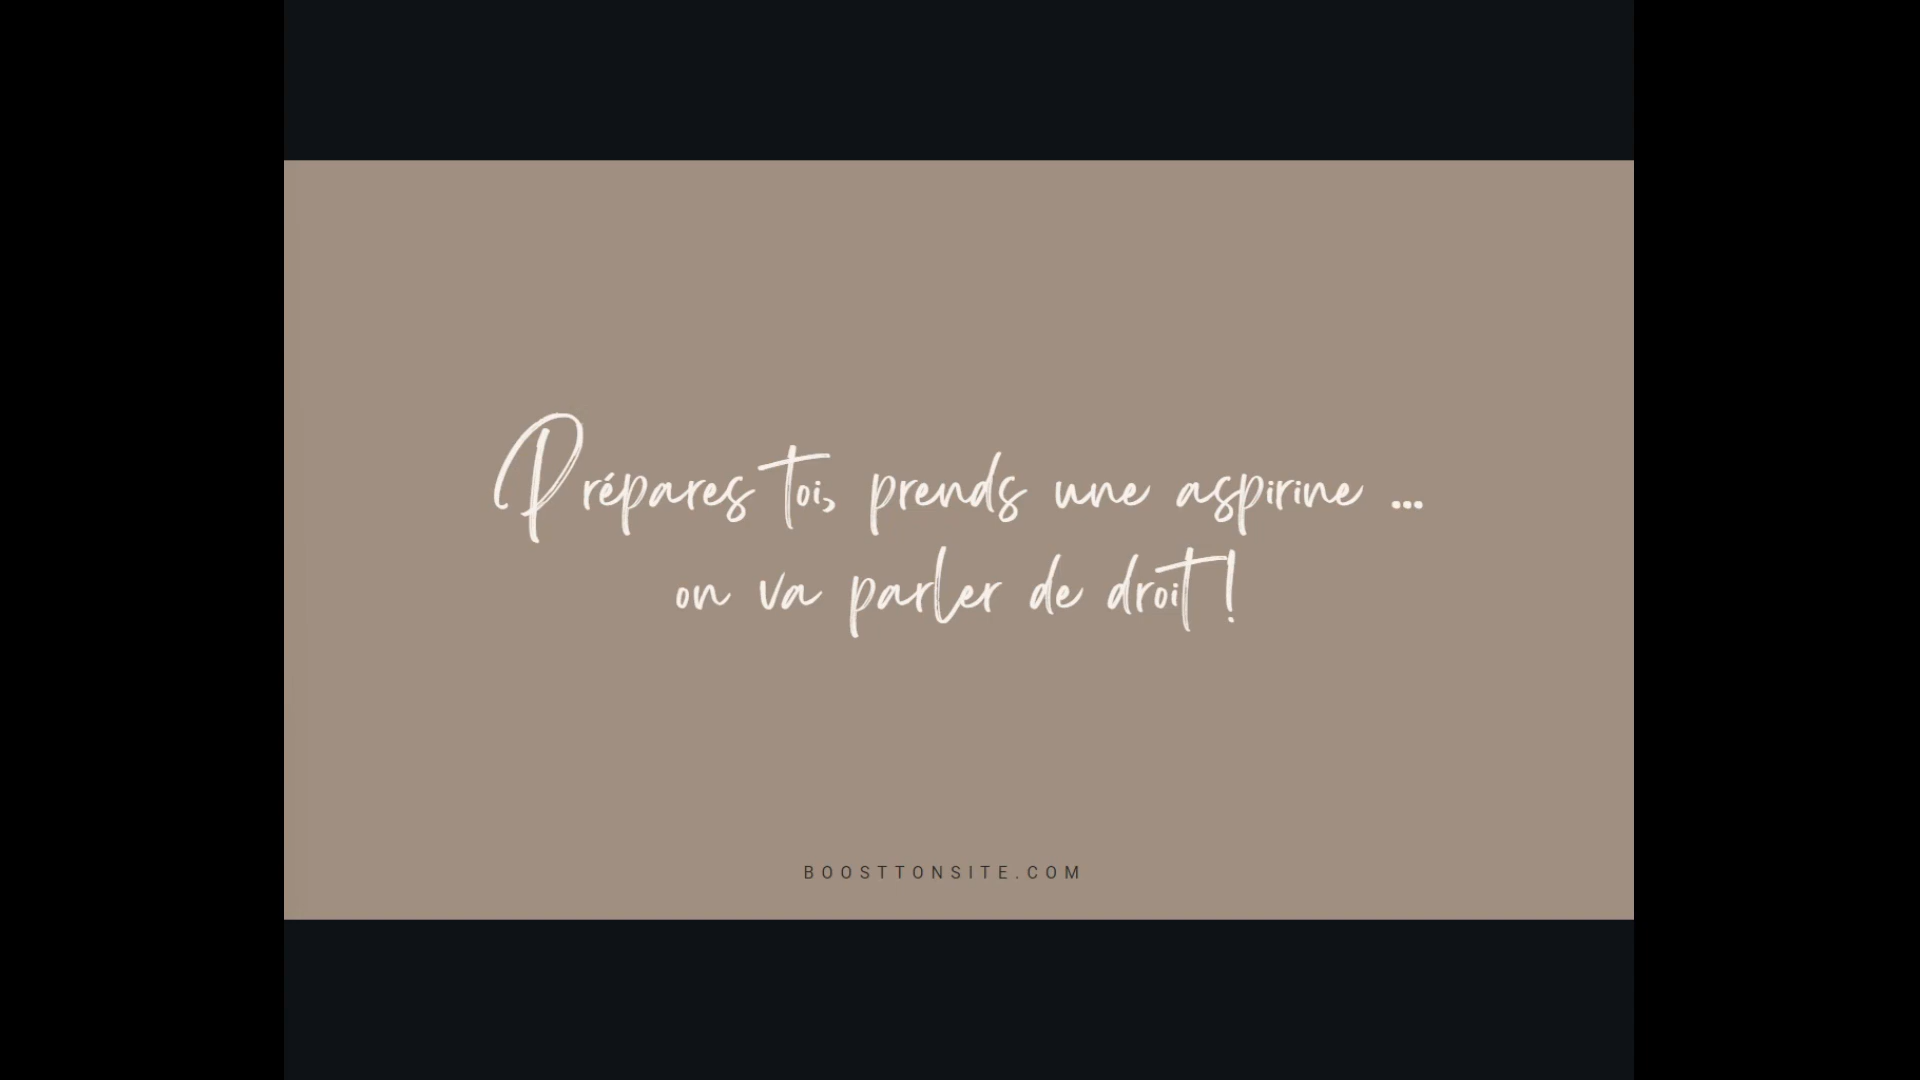 Prépares toi, prends une aspirine ...
on va parler de droit !
BOOSTTONSITE.COM